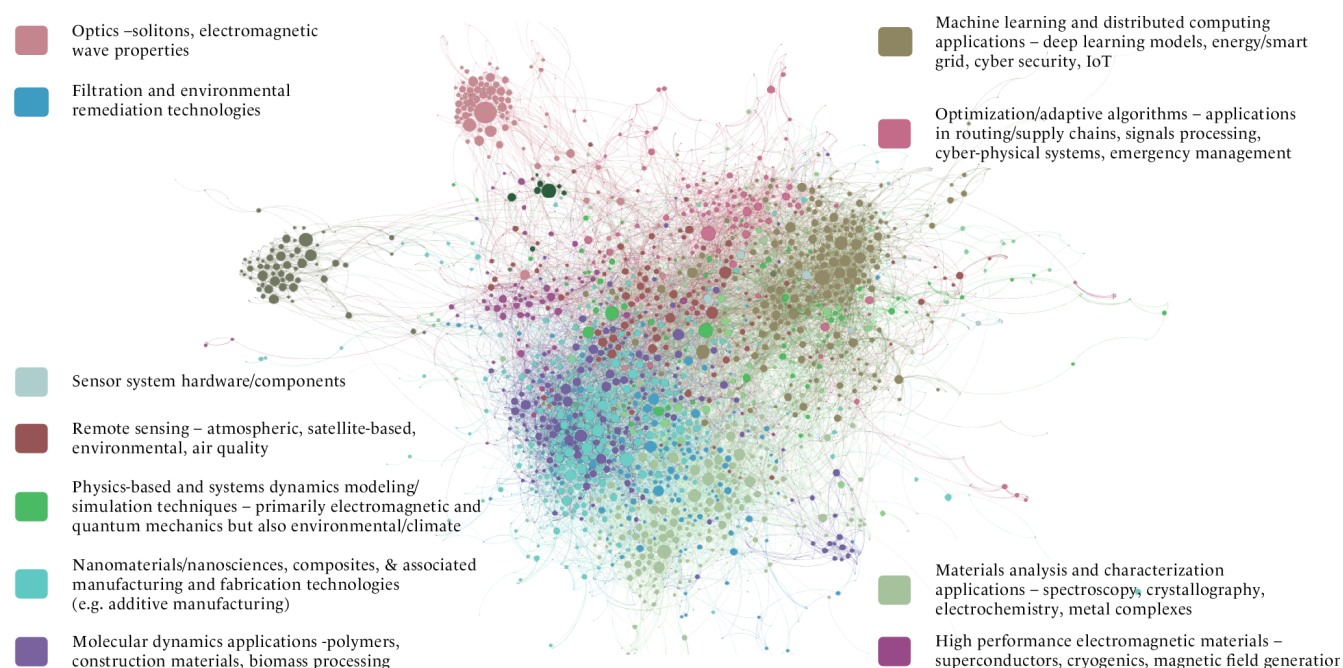 Optics –solitons, electromagnetic
wave properties
Filtration and environmental
remediation technologies
Sensor system hardware/components
Remote sensing – atmospheric, satellite-based,
environmental, air quality
Physics-based and systems dynamics modeling/
simulation techniques – primarily electromagnetic and
quantum mechanics but also environmental/climate
Nanomaterials/nanosciences, composites, & associated
manufacturing and fabrication technologies
(e.g. additive manufacturing)
Molecular dynamics applications -polymers,
construction materials, biomass processing
Machine learning and distributed computing
applications – deep learning models, energy/smart
grid, cyber security, IoT
Optimization/adaptive algorithms – applications
in routing/supply chains, signals processing,
cyber-physical systems, emergency management
Materials analysis and characterization
applications – spectroscopy, crystallography,
electrochemistry, metal complexes
High performance electromagnetic materials –
superconductors, cryogenics, magnetic field generation